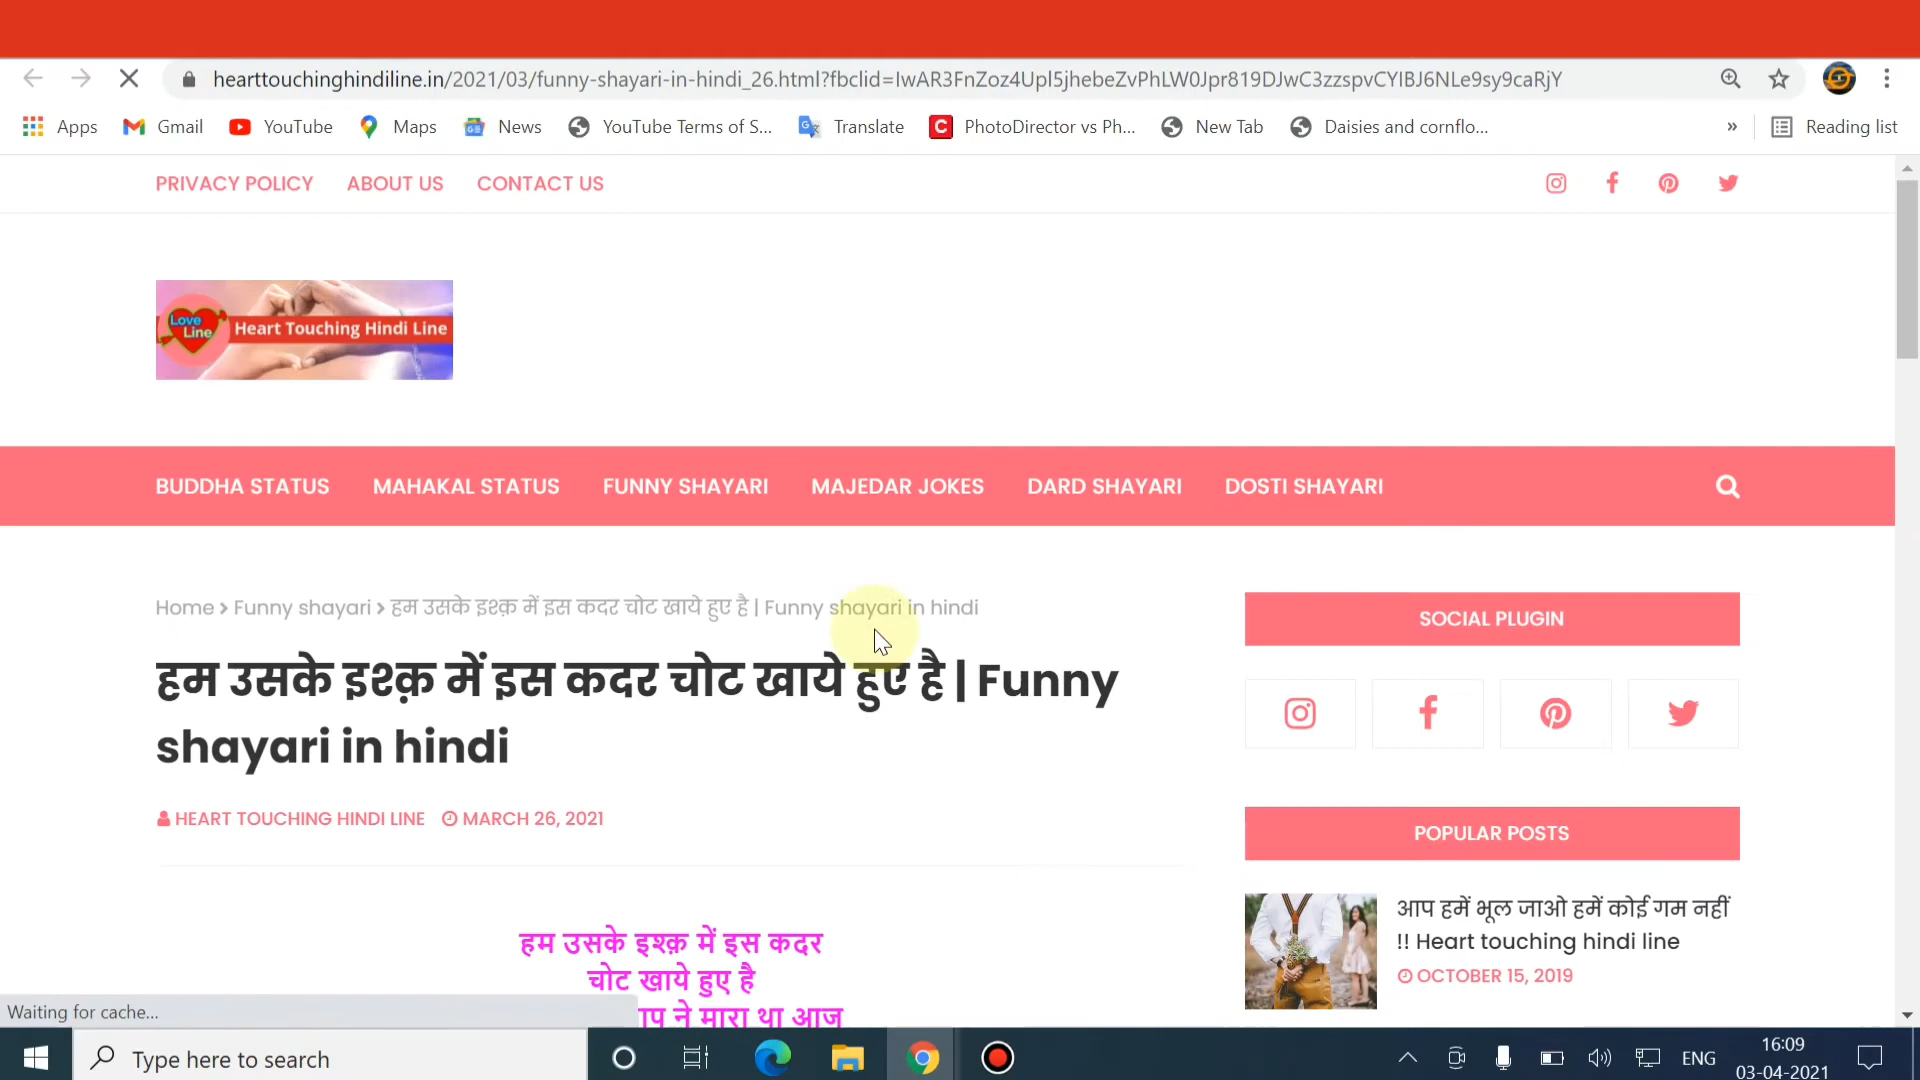 hearttouchinghindiline.in/2021/03/funny-shayari-in-hindi_26.html?fbclid=IwAR3FnZoz4Upl5jhebeZvPhLW0Jpr819DJwC3zzspvCYIBJ6NLe9sy9caRjY
Apps Gmail YouTube Maps News YouTube Terms of S... Translate PhotoDirector vs Ph... New Tab Daisies and cornflo... » Reading list
PRIVACY POLICY ABOUT US CONTACT US
Love Line
Heart Touching Hindi Line
BUDDHA STATUS MAHAKAL STATUS FUNNY SHAYARI MAJEDAR JOKES DARD SHAYARI DOSTI SHAYARI
Home > Funny shayari > हम उसके इश्क़ में इस कदर चोट खाये हुए है | Funny shayari in hindi
हम उसके इश्क़ में इस कदर चोट खाये हुए है | Funny
shayari in hindi
HEART TOUCHING HINDI LINE MARCH 26, 2021
हम उसके इश्क़ में इस कदर
चोट खाये हुए है
ने मारा था आज
SOCIAL PLUGIN
POPULAR POSTS
आप हमें भूल जाओ हमें कोई गम नहीं
!! Heart touching hindi line
OCTOBER 15, 2019
Waiting for cache...
Type here to search
ENG
16:09
03-04-2021